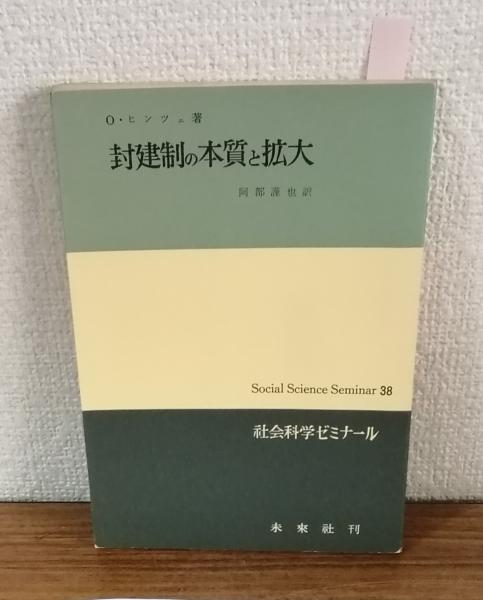 O・ヒンツェ著
封建制の本質と拡大
阿部謹也訳
Social Science Seminar 38
社会科学ゼミナール
未來社刊